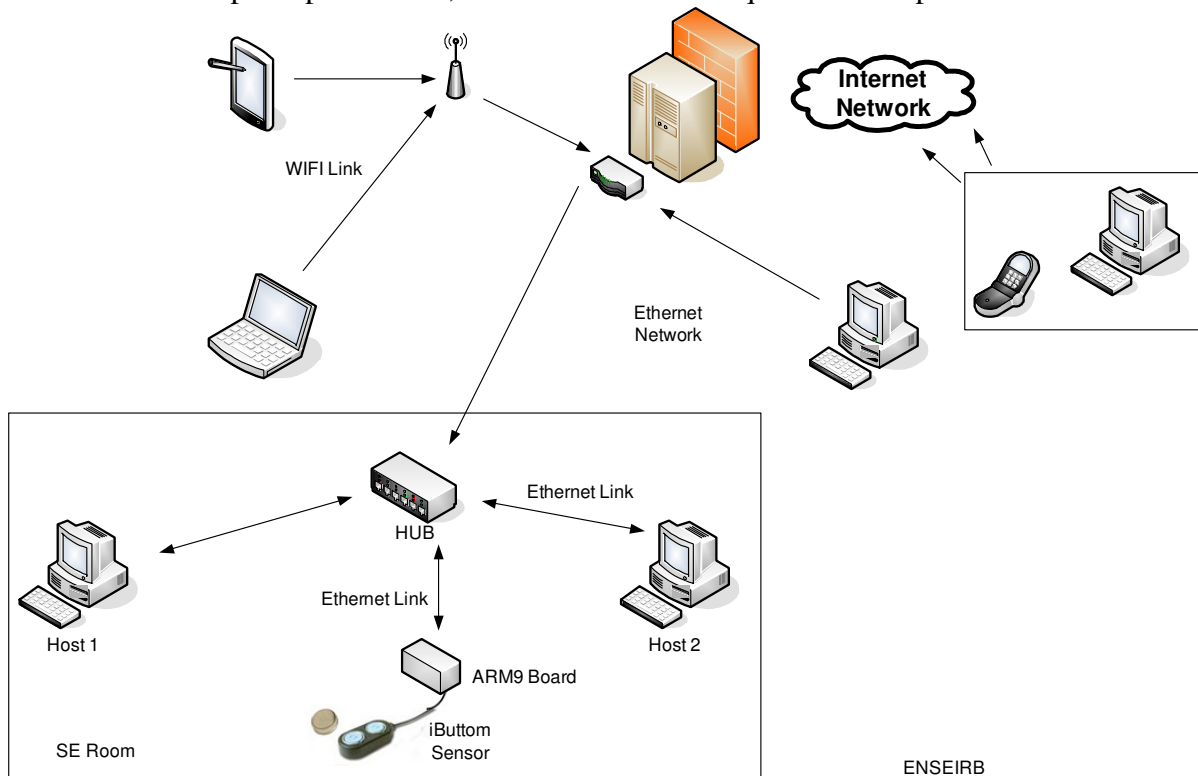 Internet
Network
WIFI Link
Ethernet
Network
Ethernet Link
HUB
Ethernet Link
Host 1
Host 2
ARM9 Board
iButtom
Sensor
SE Room
ENSEIRB